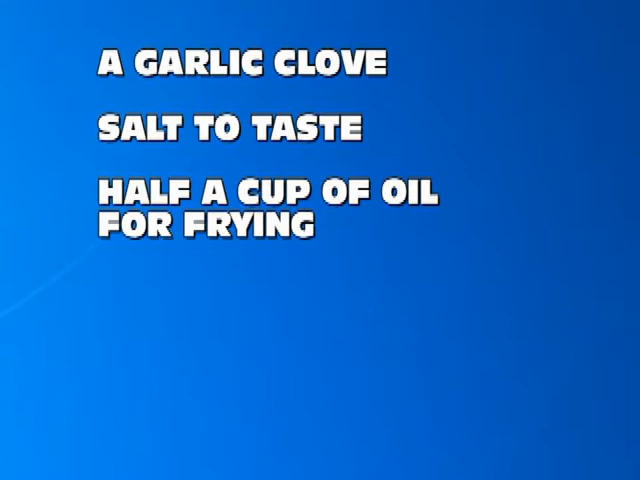 A GARLIC CLOVE
SALT TO TASTE
HALF A CUP OF OIL
FOR FRYING